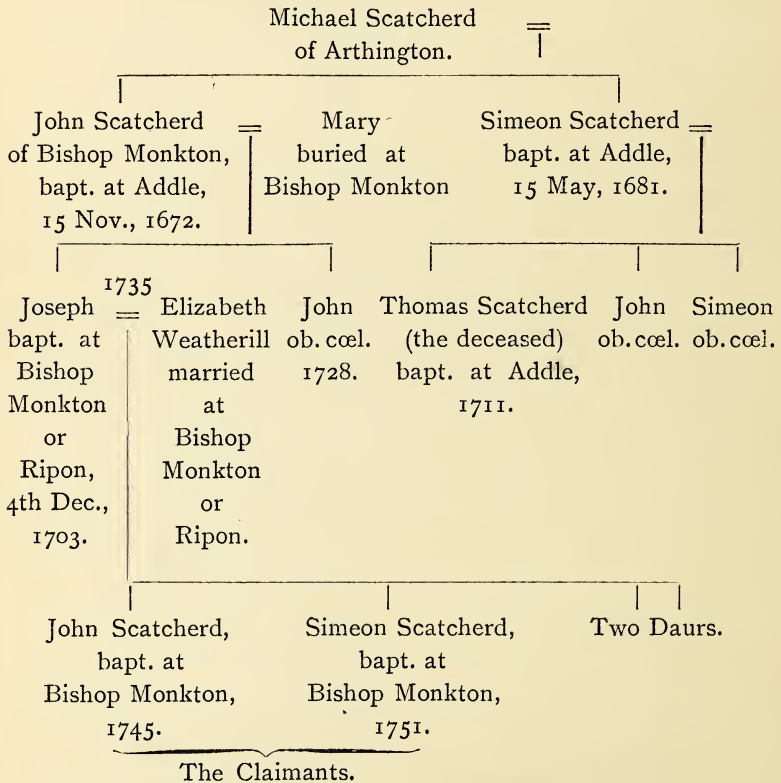 Michael Scatcherd =
of Arthington.
John Scatcherd = Mary Simeon Scatcherd =
of Bishop Monkton, buried at bapt. at Addle,
bapt. at Addle, Bishop Monkton 15 May, 1681.
15 Nov., 1672.
1735
Joseph = Elizabeth John Thomas Scatcherd John Simeon
bapt. at Weatherill ob. cœl. (the deceased) ob. cœl. ob. cœl.
Bishop married 1728. bapt. at Addle,
Monkton at 1711.
or Bishop
Ripon, Monkton
4th Dec., or
1703. Ripon.
John Scatcherd, Simeon Scatcherd, Two Daurs.
bapt. at bapt. at
Bishop Monkton, Bishop Monkton,
1745. 1751.
The Claimants.